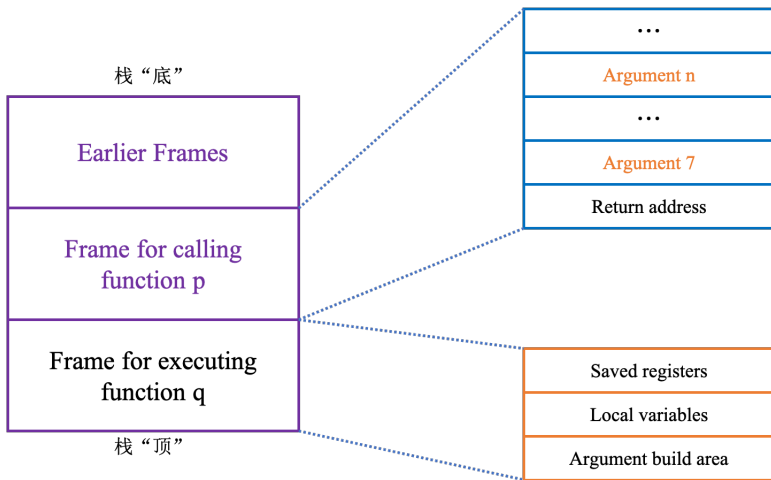 栈“底”
Earlier Frames
Frame for calling
function p
Frame for executing
function q
栈“顶”
...
Argument n
...
Argument 7
Return address
Saved registers
Local variables
Argument build area